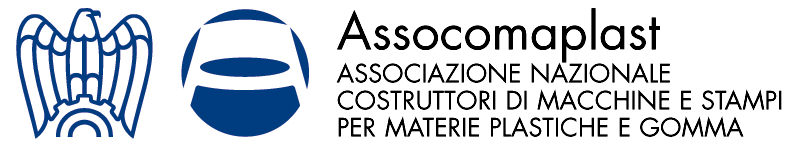 Assocomaplast
ASSOCIAZIONE NAZIONALE
COSTRUTTORI DI MACCHINE E STAMPI
PER MATERIE PLASTICHE E GOMMA